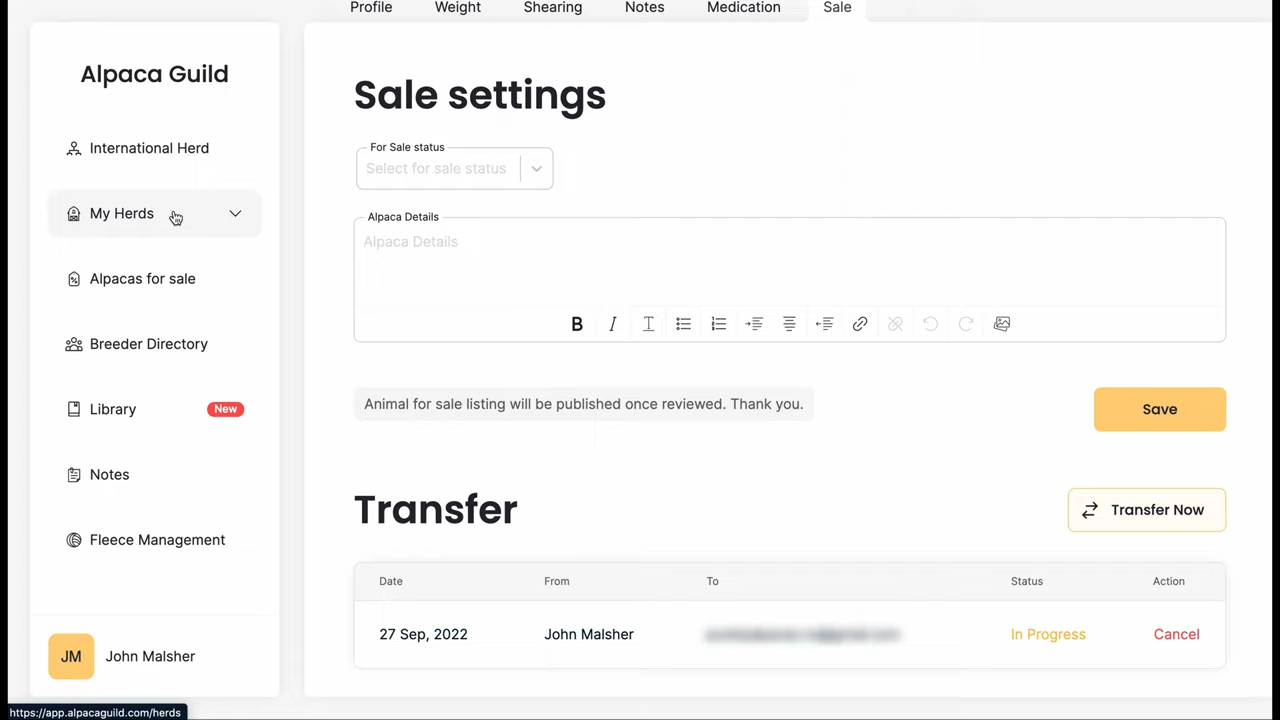 Profile Weight Shearing Notes Medication Sale
Alpaca Guild
International Herd
My Herds
Alpacas for sale
Breeder Directory
Library New
Notes
Fleece Management
JM John Malsher
Sale settings
For Sale status
Select for sale status
Alpaca Details
Alpaca Details
B I T
Animal for sale listing will be published once reviewed. Thank you.
Save
Transfer
Transfer Now
Date From To Status Action
27 Sep, 2022 John Malsher In Progress Cancel
https://app.alpacaguild.com/herds